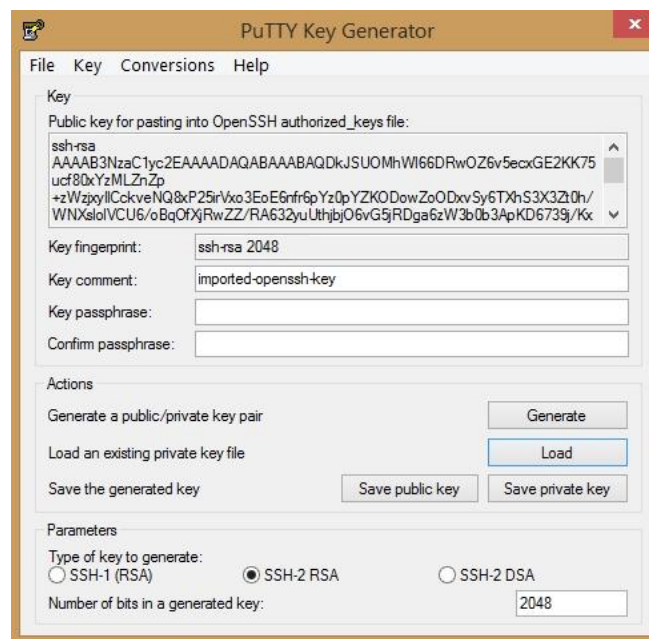 PuTTY Key Generator
File Key Conversions Help
Key
Public key for pasting into OpenSSH authorized_keys file:
ssh-rsa
AAAAB3NzaC1yc2EAAAADAQABAAABAQDkJSUOMhWl66DRwOZ6v5ecxGE2KK75
ucf80xYzMLZnZp
+zWzjxyllCckveNQ8xP25irVxo3EoE6nfr6pYz0pYZKODowZoODxvSy6TXhS3X3Zt0h/
WNXslolVCU6/oBqOfXjRwZZ/RA632yuUthjbjO6vG5jRDga6zW3b0b3ApKD6739j/Kx
Key fingerprint: ssh-rsa 2048
Key comment: imported-openssh-key
Key passphrase:
Confirm passphrase:
Actions
Generate a public/private key pair Generate
Load an existing private key file Load
Save the generated key Save public key Save private key
Parameters
Type of key to generate:
SSH-1 (RSA) SSH-2 RSA SSH-2 DSA
Number of bits in a generated key: 2048